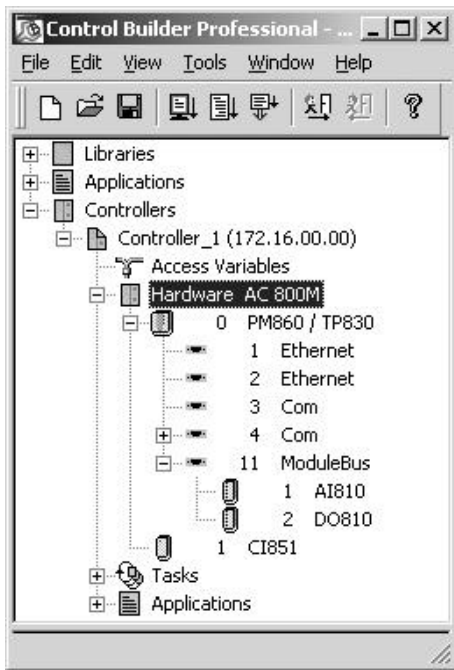 Control Builder Professional - ...
File Edit View Tools Window Help
Libraries
Applications
Controllers
Controller_1 (172.16.00.00)
Access Variables
Hardware AC 800M
0 PM860 / TP830
1 Ethernet
2 Ethernet
3 Com
4 Com
11 ModuleBus
1 AI810
2 DO810
1 CI851
Tasks
Applications